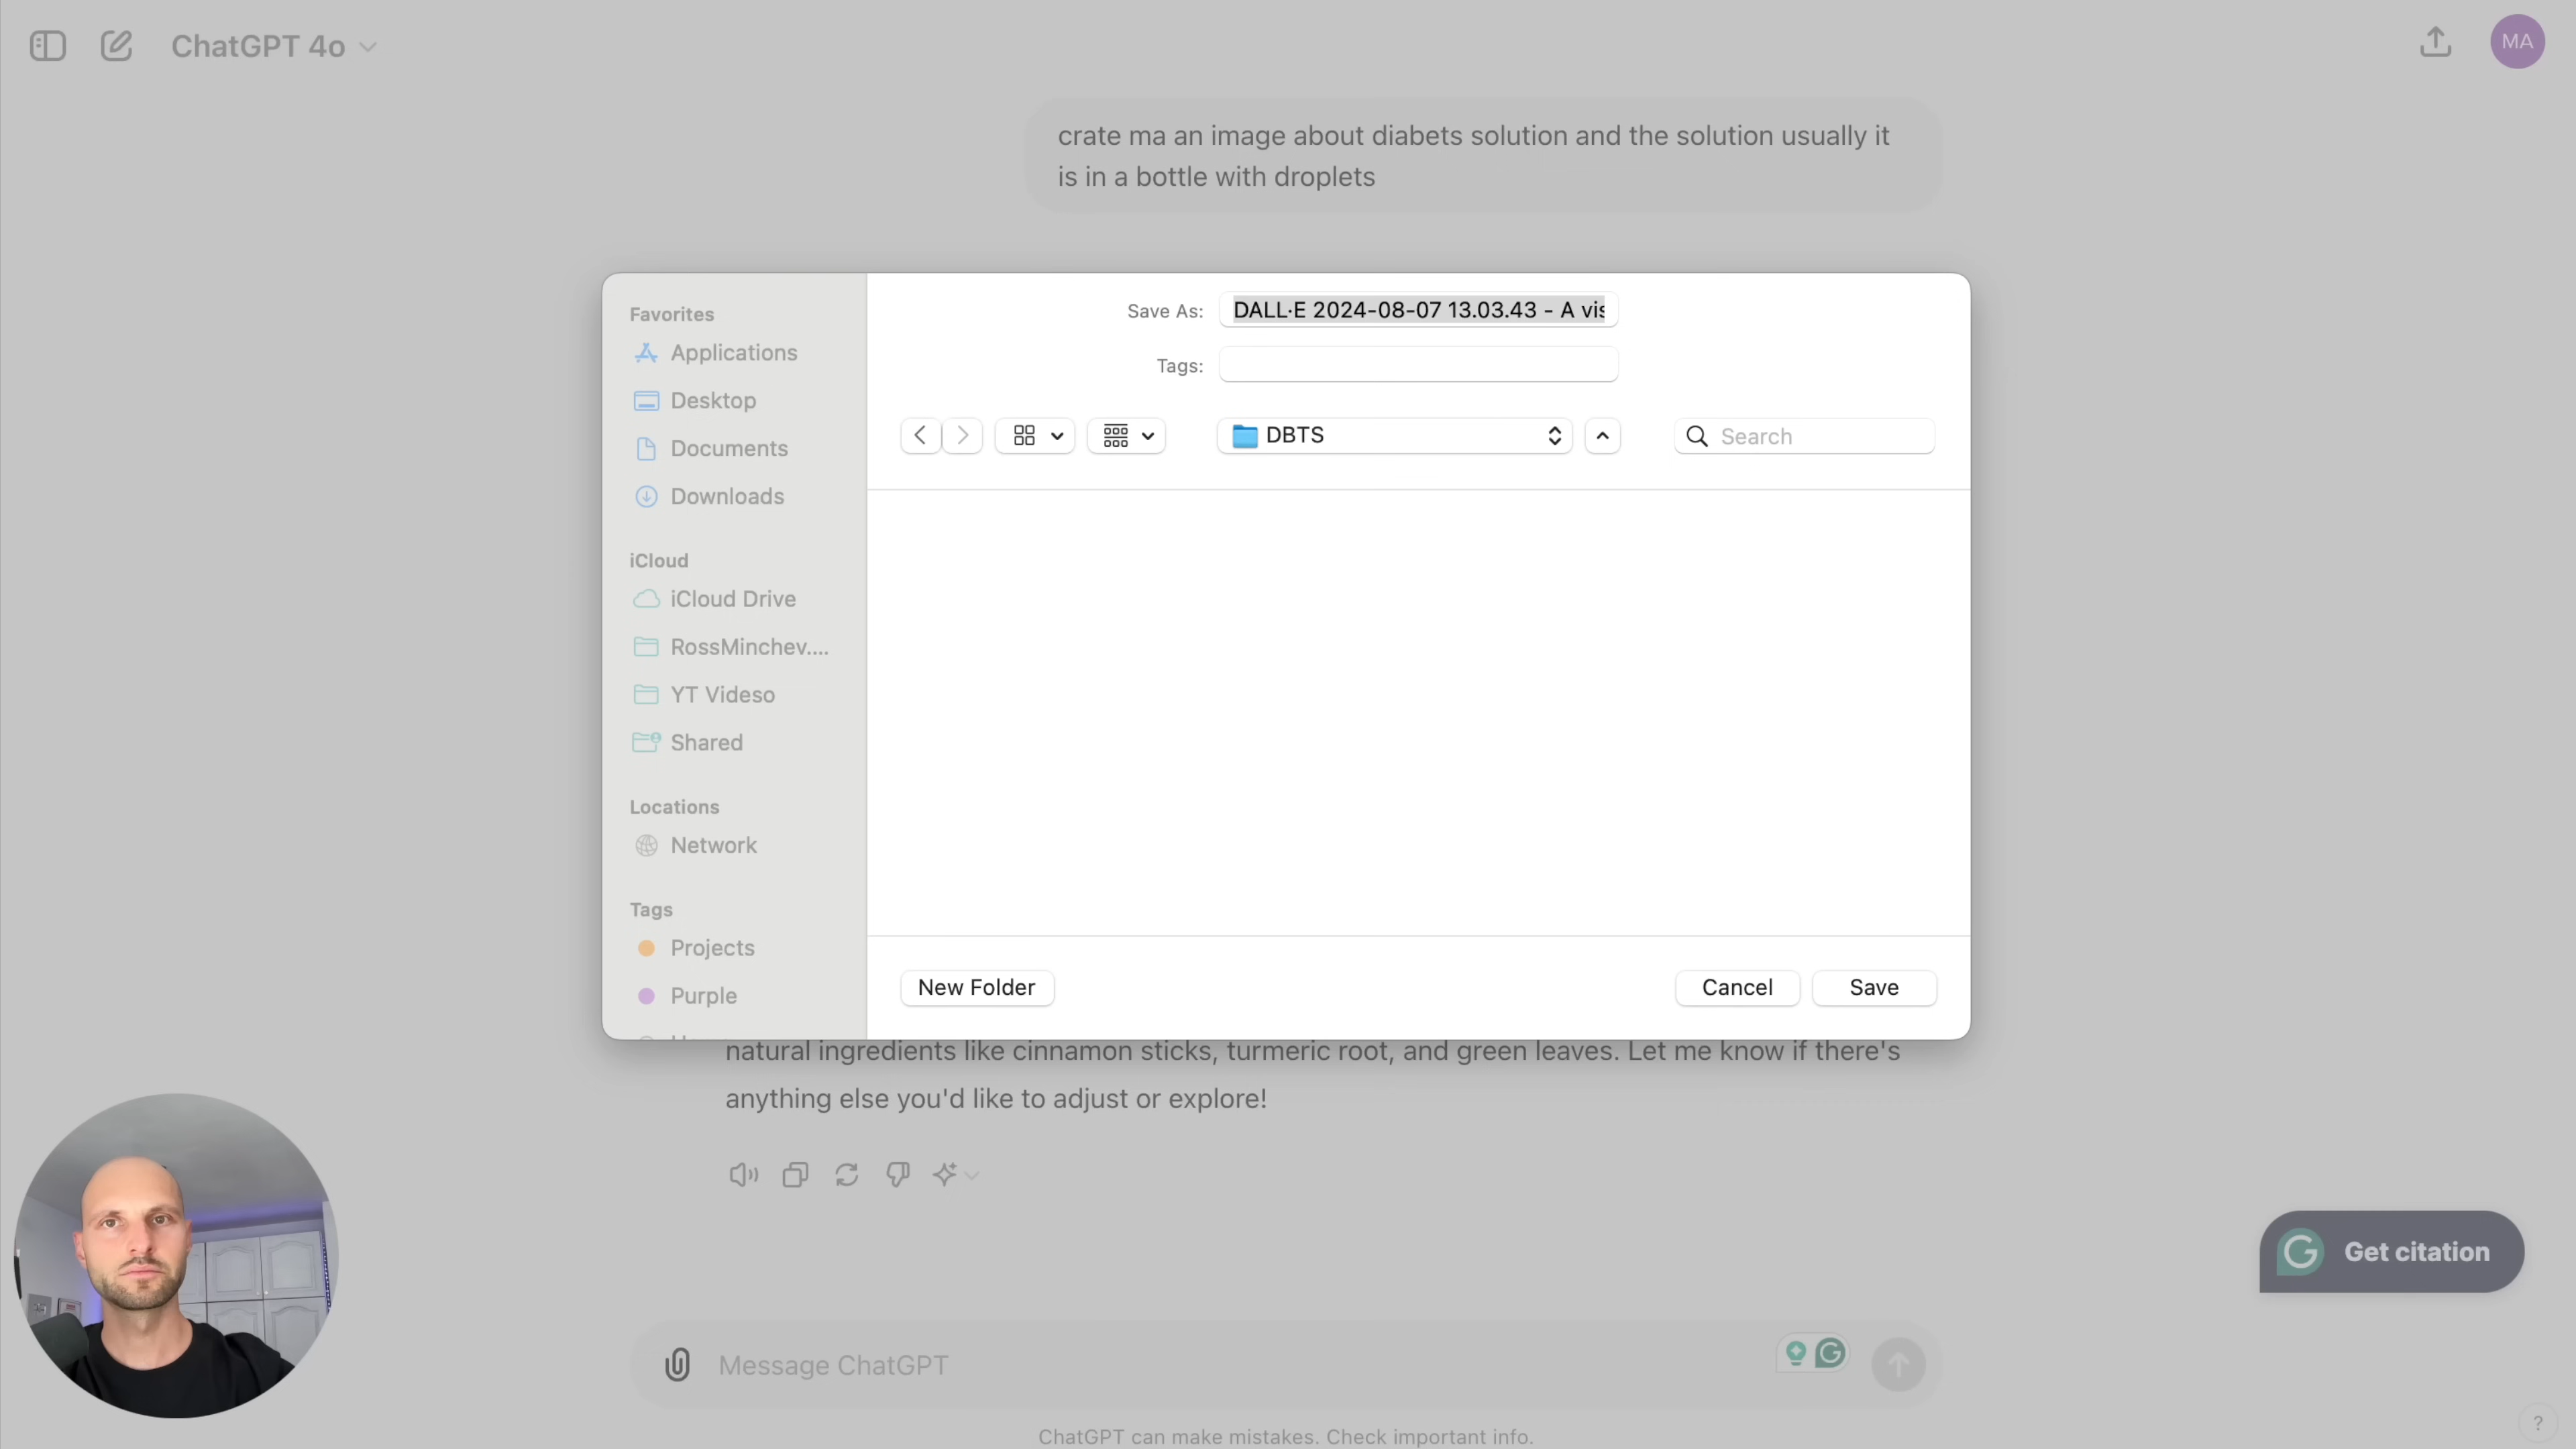 ChatGPT 4o
MA
crate ma an image about diabets solution and the solution usually it
is in a bottle with droplets
Save As:
DALL·E 2024-08-07 13.03.43 - A vis
Tags:
DBTS
Search
Favorites
Applications
Desktop
Documents
Downloads
iCloud
iCloud Drive
RossMinchev....
YT Videso
Shared
Locations
Network
Tags
Projects
Purple
New Folder
Cancel
Save
natural ingredients like cinnamon sticks, turmeric root, and green leaves. Let me know if there's
anything else you'd like to adjust or explore!
Get citation
Message ChatGPT
ChatGPT can make mistakes. Check important info.
?